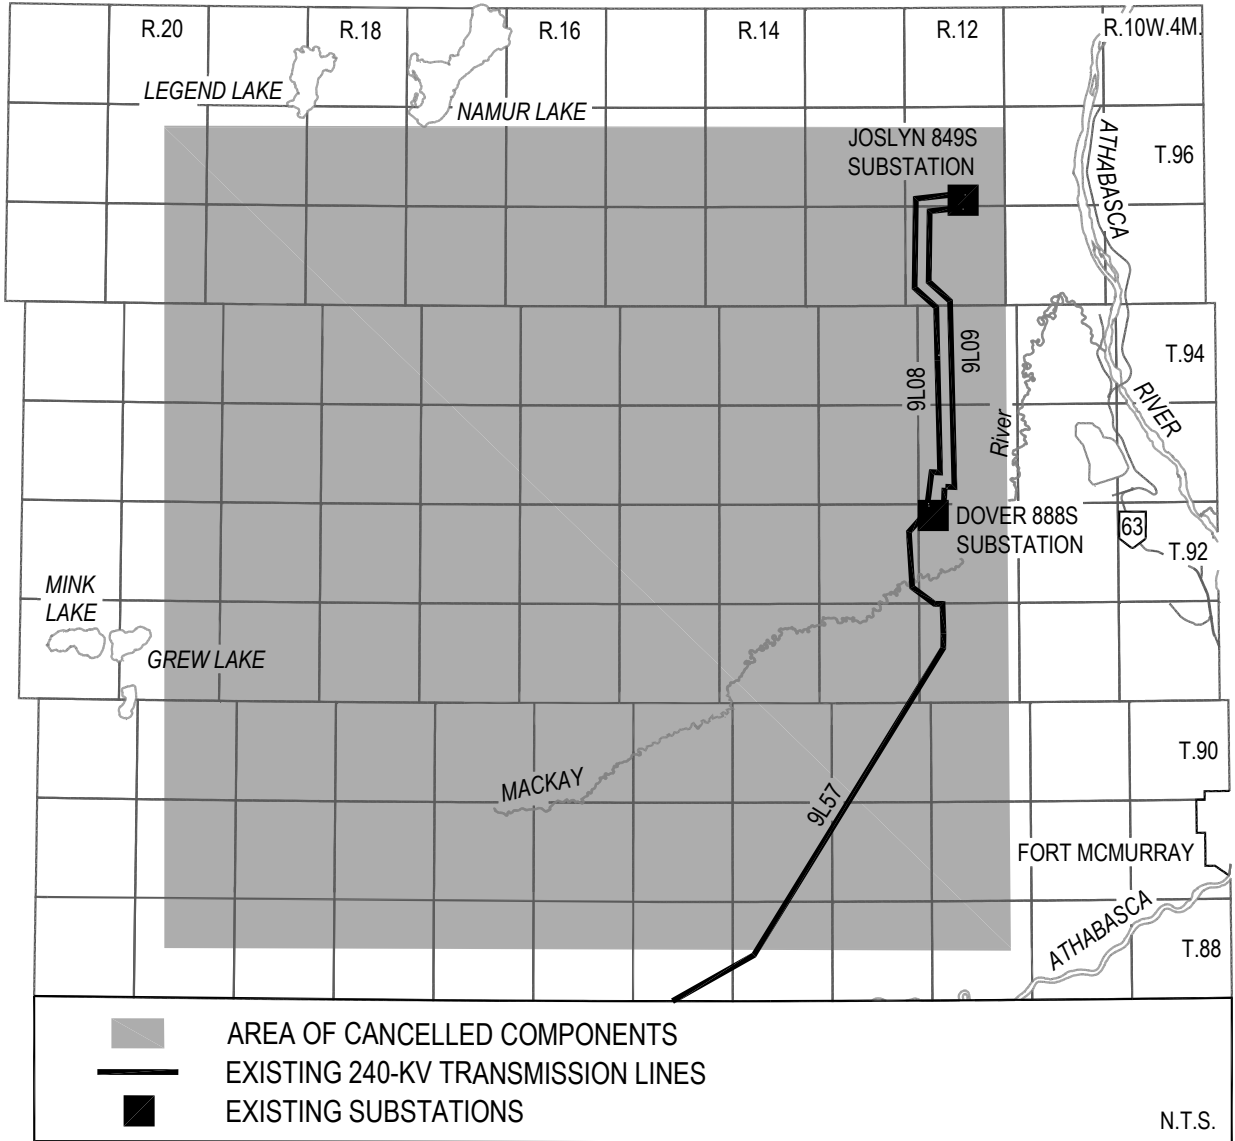 R.20
R.18
R.16
R.14
R.12
R.10W.4M.
LEGEND LAKE
NAMUR LAKE
JOSLYN 849S
SUBSTATION
ATHABASCA
T.96
9L08
9L09
T.94
RIVER
River
DOVER 888S
SUBSTATION
63
T.92
MINK
LAKE
GREW LAKE
MACKAY
9L57
T.90
FORT MCMURRAY
ATHABASCA
T.88
AREA OF CANCELLED COMPONENTS
EXISTING 240-KV TRANSMISSION LINES
EXISTING SUBSTATIONS
N.T.S.